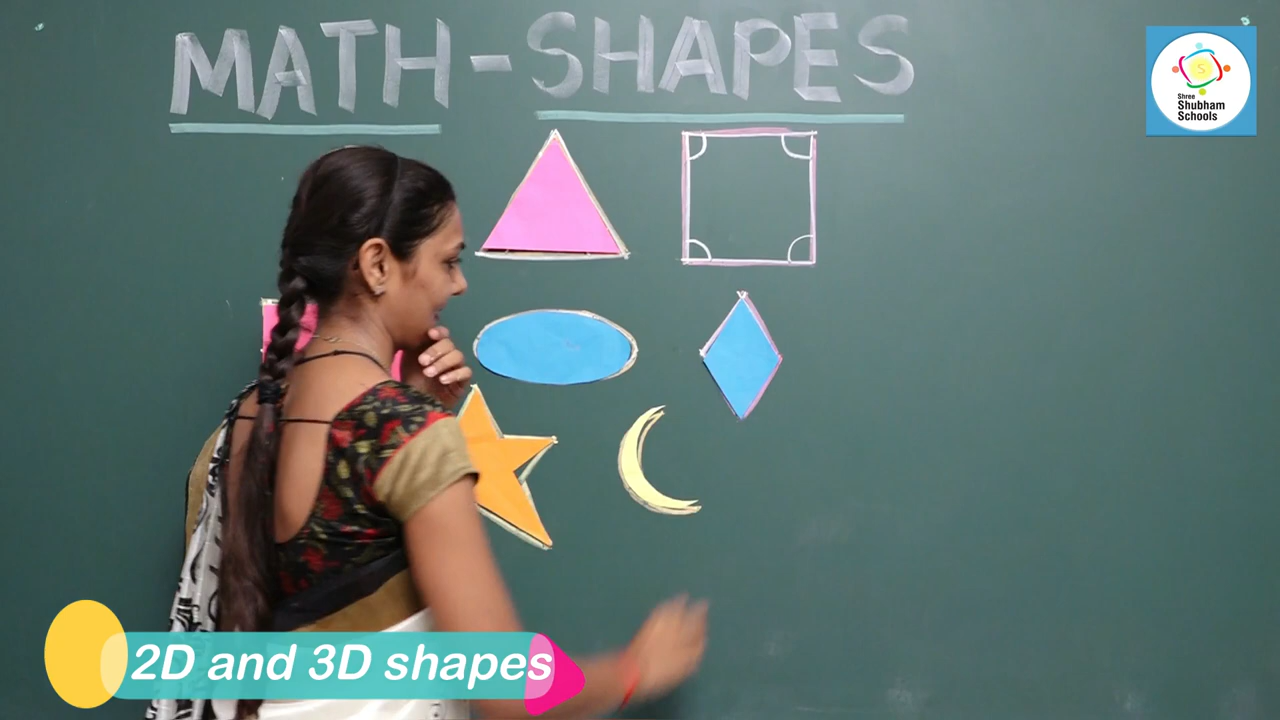 MATH-SHAPES
S
Shree
Shubham
Schools
2D and 3D shapes